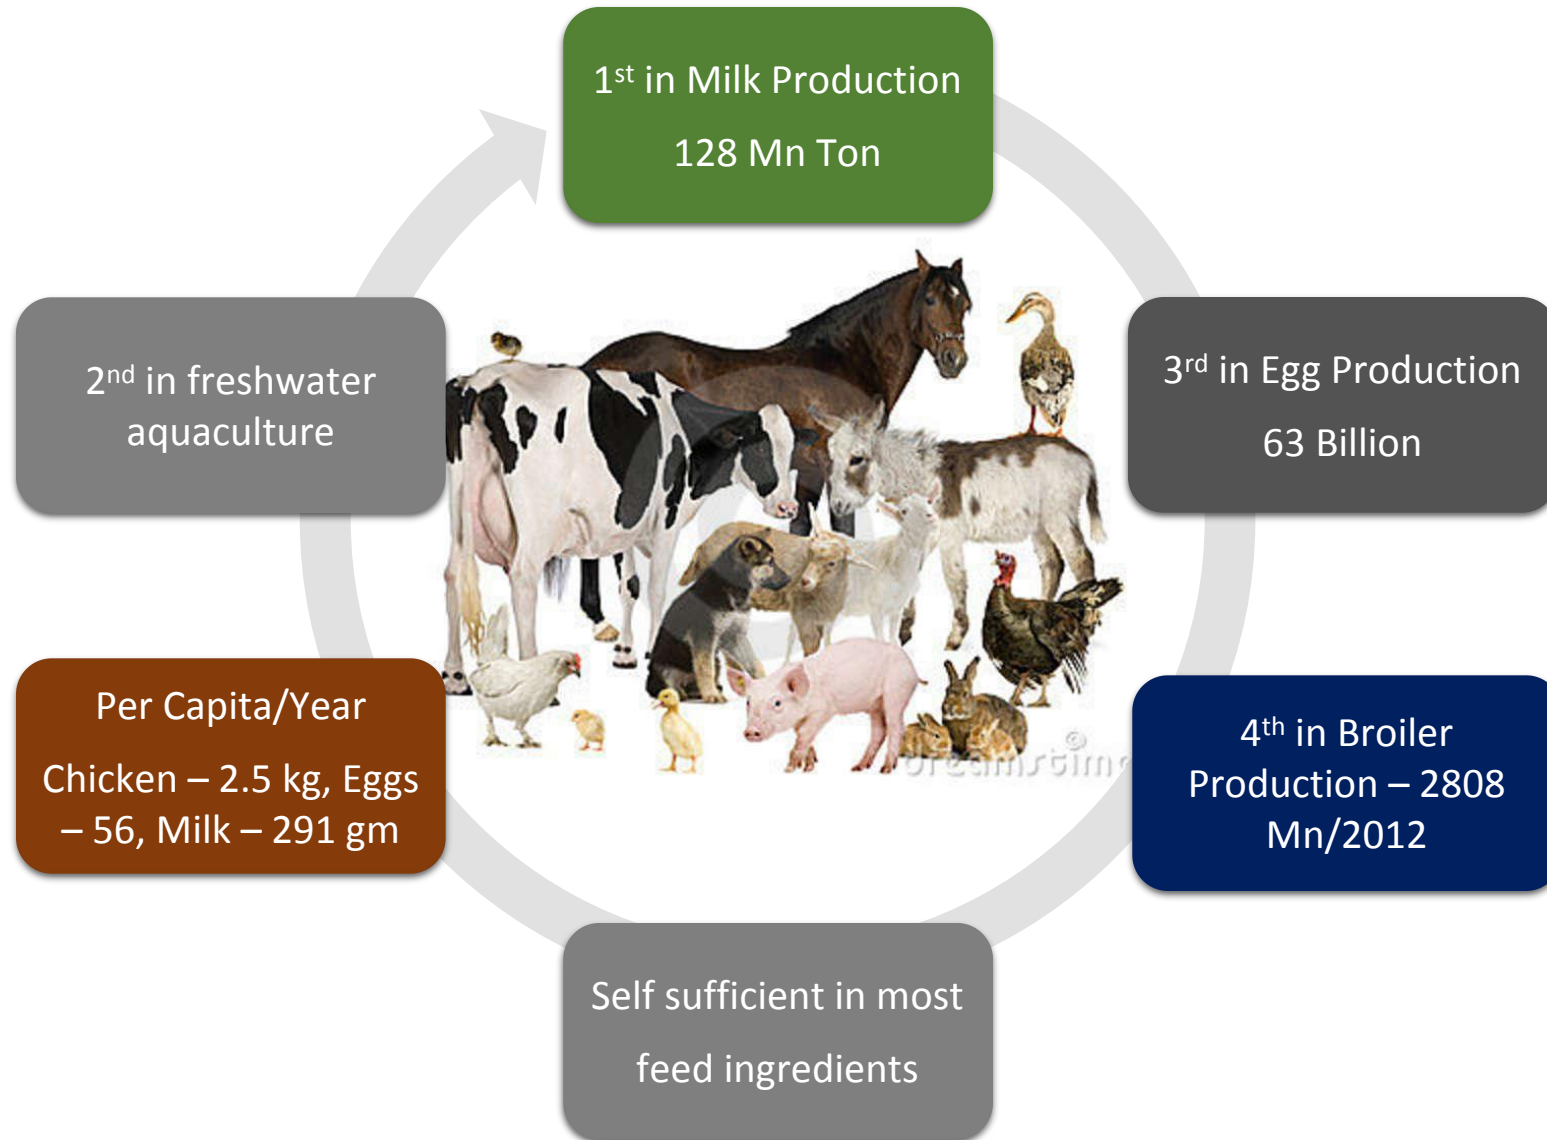 1st in Milk Production
128 Mn Ton
2nd in freshwater
aquaculture
3rd in Egg Production
63 Billion
Per Capita/Year
Chicken – 2.5 kg, Eggs
– 56, Milk – 291 gm
4th in Broiler
Production – 2808
Mn/2012
dreamstime
Self sufficient in most
feed ingredients